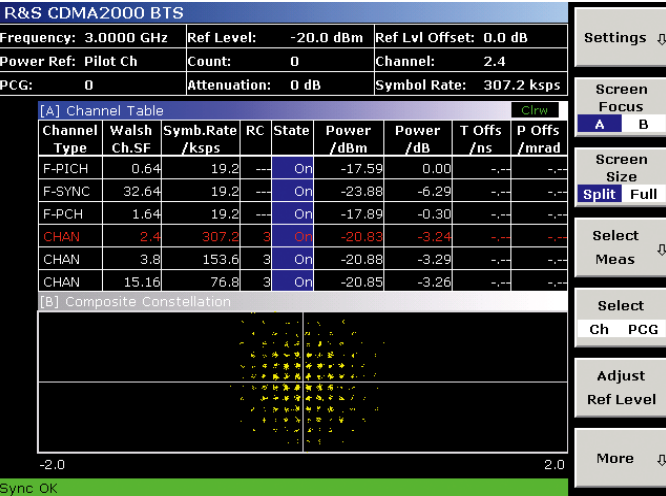 R&S CDMA2000 BTS
Frequency: 3.0000 GHz Ref Level: -20.0 dBm Ref Lvl Offset: 0.0 dB
Power Ref: Pilot Ch Count: 0 Channel: 2.4
PCG: 0 Attenuation: 0 dB Symbol Rate: 307.2 ksps
[A] Channel Table Clrw
Channel Walsh Symb.Rate RC State Power Power T Offs P Offs
Type Ch.SF /ksps /dBm /dB /ns /mrad
F-PICH 0.64 19.2 --- On -17.59 0.00 -.-- -.--
F-SYNC 32.64 19.2 --- On -23.88 -6.29 -.-- -.--
F-PCH 1.64 19.2 --- On -17.89 -0.30 -.-- -.--
CHAN 2.4 307.2 3 On -20.83 -3.24 -.-- -.--
CHAN 3.8 153.6 3 On -20.88 -3.29 -.-- -.--
CHAN 15.16 76.8 3 On -20.85 -3.26 -.-- -.--
[B] Composite Constellation
-2.0 2.0
Sync OK
Settings
Screen
Focus
A B
Screen
Size
Split Full
Select
Meas
Select
Ch PCG
Adjust
Ref Level
More